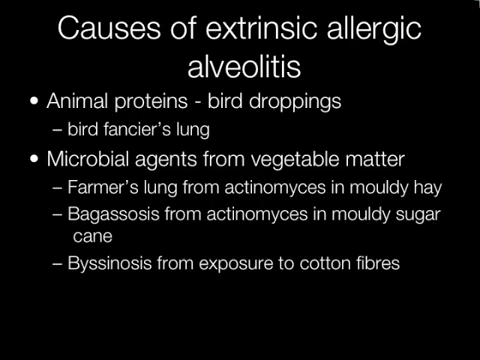 Causes of extrinsic allergic
alveolitis
• Animal proteins - bird droppings
– bird fancier's lung
• Microbial agents from vegetable matter
– Farmer's lung from actinomyces in mouldy hay
– Bagassosis from actinomyces in mouldy sugar
cane
– Byssinosis from exposure to cotton fibres